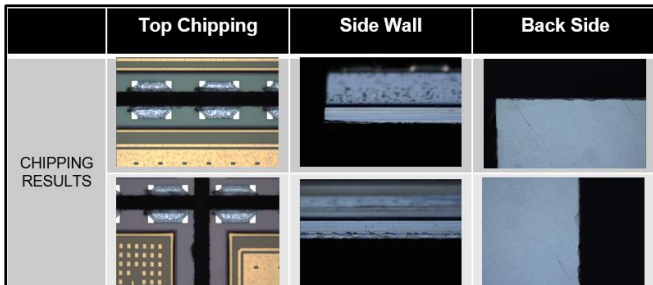 Top Chipping
Side Wall
Back Side
CHIPPING
RESULTS